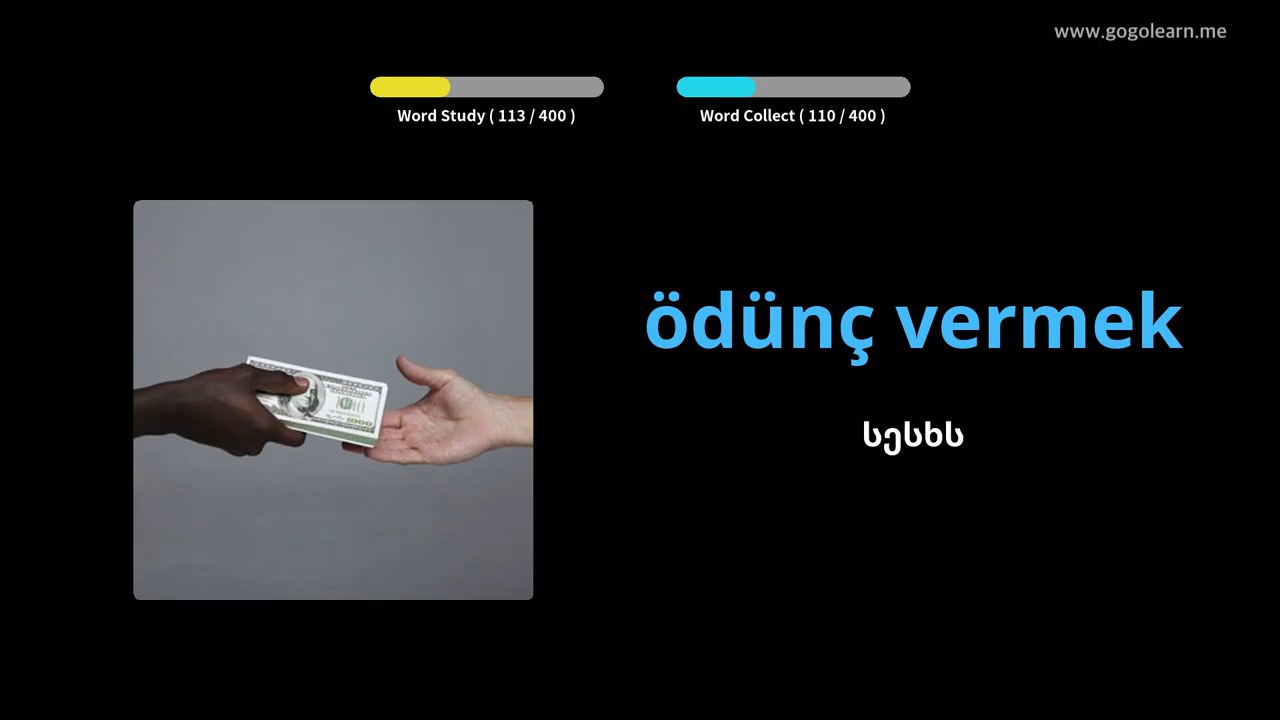 www.gogolearn.me
Word Study ( 113 / 400 )
Word Collect ( 110 / 400 )
ödünç vermek
სესხს